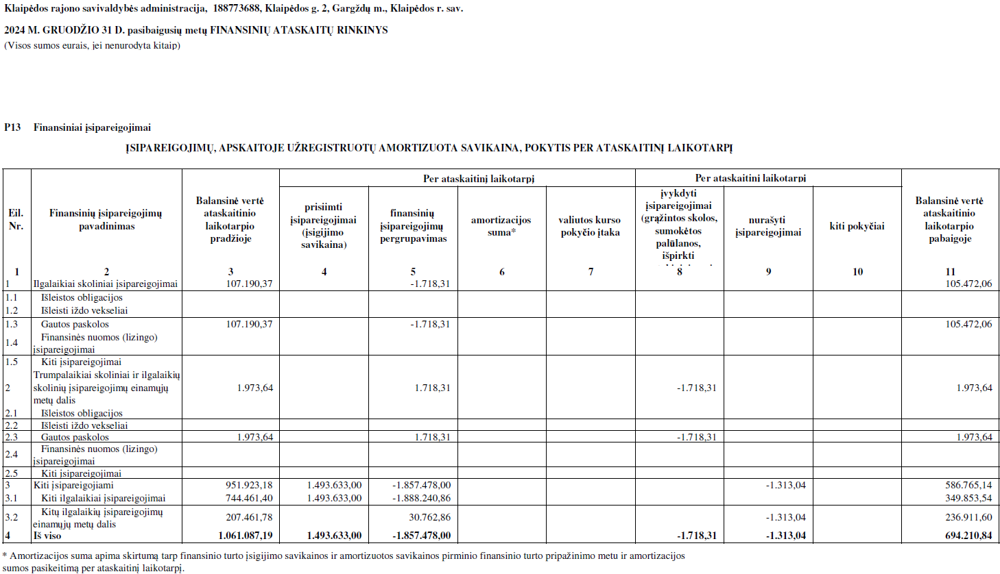 Klaipėdos rajono savivaldybės administracija,  188773688, Klaipėdos g. 2, Gargždų m., Klaipėdos r. sav.
2024 M. GRUODŽIO 31 D. pasibaigusių metų FINANSINIŲ ATASKAITŲ RINKINYS
(Visos sumos eurais, jei nenurodyta kitaip)
P13 Finansiniai įsipareigojimai
ĮSIPAREIGOJIMŲ, APSKAITOJE UŽREGISTRUOTŲ AMORTIZUOTA SAVIKAINA, POKYTIS PER ATASKAITINĮ LAIKOTARPĮ
Per ataskaitinį laikotarpį Per ataskaitinį laikotarpį
Eil. Nr.
Finansinių įsipareigojimų
pavadinimas
Balansinė vertė
ataskaitinio
laikotarpio
pradžioje
prisiimti
įsipareigojimai
(įsigijimo
savikaina)
finansinių
įsipareigojimų
pergrupavimas
amortizacijos
suma*
valiutos kurso
pokyčio įtaka
įvykdyti
įsipareigojimai
(grąžintos skolos,
sumokėtos
palūkanos,
išpirkti
nurašyti
įsipareigojimai
kiti pokyčiai
Balansinė vertė
ataskaitinio
laikotarpio
pabaigoje
1 2 3 4 5 6 7 8 9 10 11
1 Ilgalaikiai skoliniai įsipareigojimai 107.190,37 -1.718,31 105.472,06
1.1 Išleistos obligacijos
1.2 Išleisti iždo vekseliai
1.3 Gautos paskolos 107.190,37 -1.718,31 105.472,06
1.4 Finansinės nuomos (lizingo)
įsipareigojimai
1.5 Kiti įsipareigojimai
Trumpalaikiai skoliniai ir ilgalaikių
2 skolinių įsipareigojimų einamųjų 1.973,64 1.718,31 -1.718,31 1.973,64
metų dalis
2.1 Išleistos obligacijos
2.2 Išleisti iždo vekseliai
2.3 Gautos paskolos 1.973,64 1.718,31 -1.718,31 1.973,64
2.4 Finansinės nuomos (lizingo)
įsipareigojimai
2.5 Kiti įsipareigojimai
3 Kiti įsipareigojiami 951.923,18 1.493.633,00 -1.857.478,00 -1.313,04 586.765,14
3.1 Kiti ilgalaikiai įsipareigojimai 744.461,40 1.493.633,00 -1.888.240,86 349.853,54
3.2 Kitų ilgalaikių įsipareigojimų
einamųjų metų dalis 207.461,78 30.762,86 -1.313,04 236.911,60
4 Iš viso 1.061.087,19 1.493.633,00 -1.857.478,00 -1.718,31 -1.313,04 694.210,84
* Amortizacijos suma apima skirtumą tarp finansinio turto įsigijimo savikainos ir amortizuotos savikainos pirminio finansinio turto pripažinimo metu ir amortizacijos
sumos pasikeitimą per ataskaitinį laikotarpį.